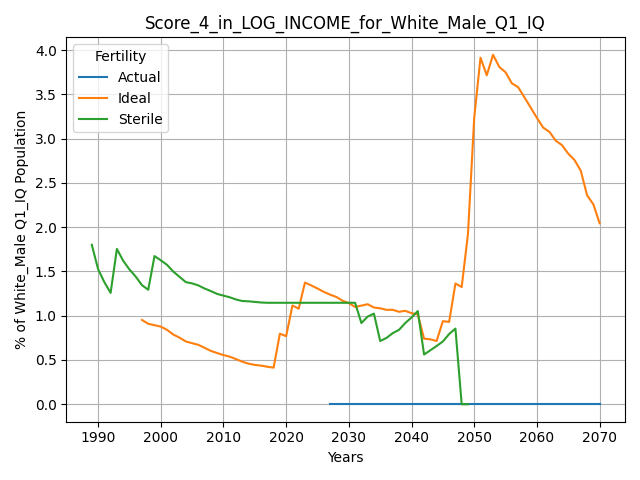 Score_4_in_LOG_INCOME_for_White_Male_Q1_IQ
Fertility
Actual
Ideal
Sterile
% of White_Male Q1_IQ Population
4.0
3.5
3.0
2.5
2.0
1.5
1.0
0.5
0.0
1990 2000 2010 2020 2030 2040 2050 2060 2070
Years